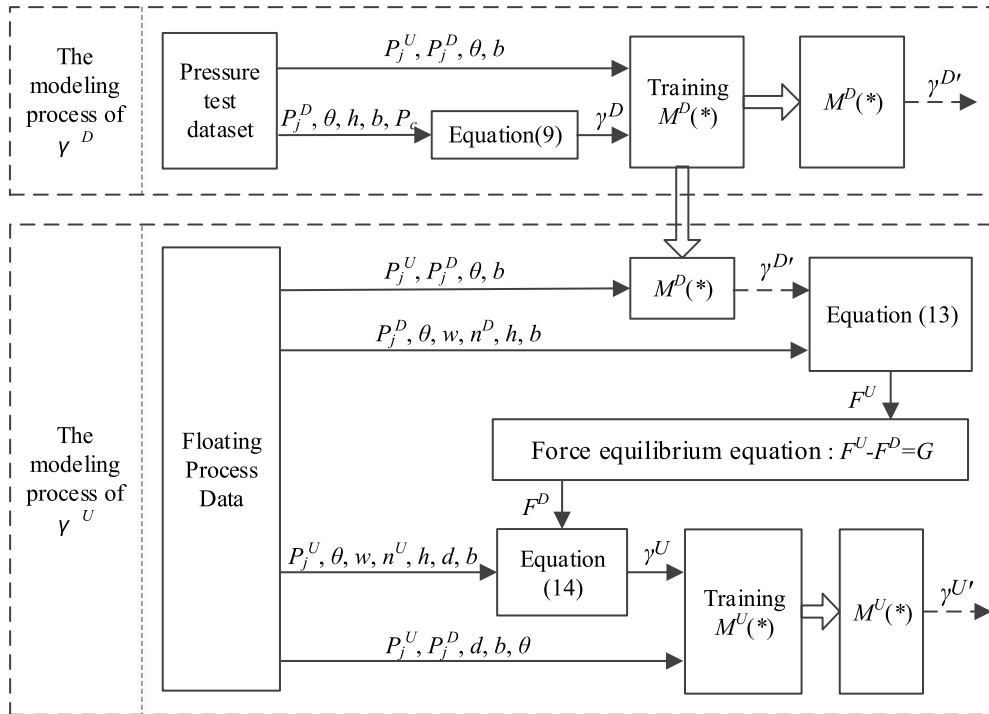 The
modeling
process of
γ^D
Pressure
test
dataset
P_j^U, P_j^D, θ, b
P_j^D, θ, h, b, P_c
Equation(9)
γ^D
Training
M^D(*)
M^D(*)
γ^D′
The
modeling
process of
γ^U
Floating
Process
Data
P_j^U, P_j^D, θ, b
M^D(*)
γ^D′
Equation (13)
P_j^D, θ, w, n^D, h, b
F^U
Force equilibrium equation : F^U-F^D=G
F^D
P_j^U, θ, w, n^U, h, d, b
Equation
(14)
γ^U
Training
M^U(*)
M^U(*)
γ^U′
P_j^U, P_j^D, d, b, θ